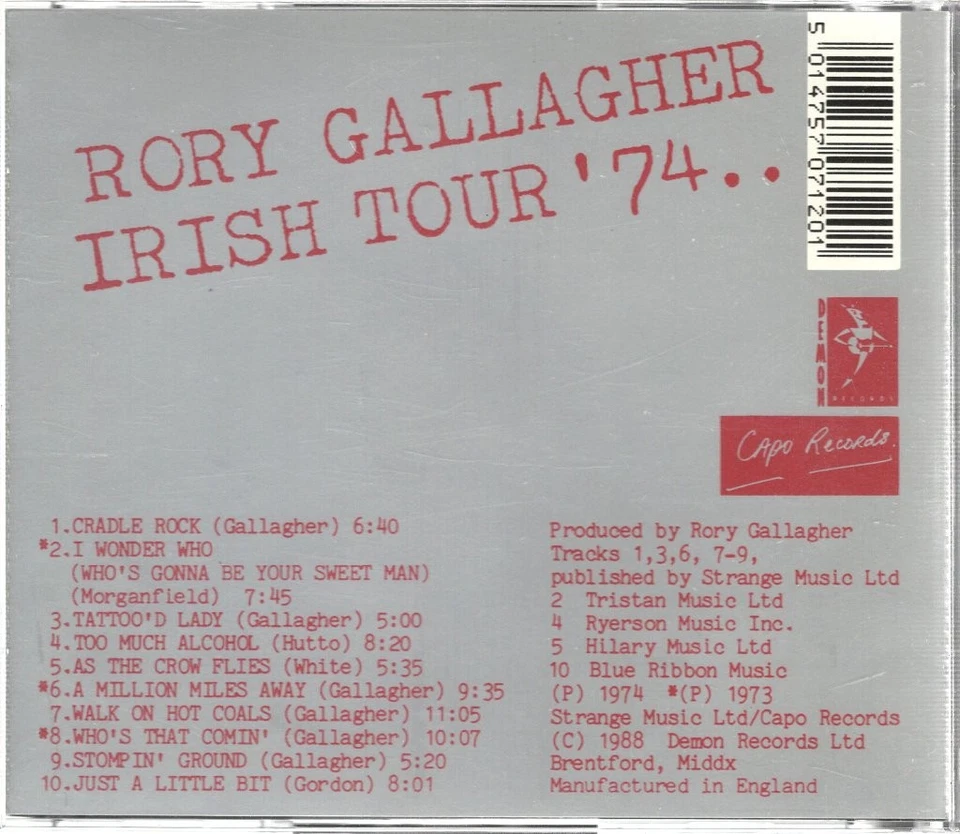 RORY GALLAGHER
IRISH TOUR '74..
5 014757 071201
DEMON
RECORDS
Capo Records.
1.CRADLE ROCK (Gallagher) 6:40
*2.I WONDER WHO
(WHO'S GONNA BE YOUR SWEET MAN)
(Morganfield) 7:45
3.TATTOO'D LADY (Gallagher) 5:00
4.TOO MUCH ALCOHOL (Hutto) 8:20
5.AS THE CROW FLIES (White) 5:35
*6.A MILLION MILES AWAY (Gallagher) 9:35
7.WALK ON HOT COALS (Gallagher) 11:05
*8.WHO'S THAT COMIN' (Gallagher) 10:07
9.STOMPIN' GROUND (Gallagher) 5:20
10.JUST A LITTLE BIT (Gordon) 8:01
Produced by Rory Gallagher
Tracks 1,3,6, 7-9,
published by Strange Music Ltd
2 Tristan Music Ltd
4 Ryerson Music Inc.
5 Hilary Music Ltd
10 Blue Ribbon Music
(P) 1974 *(P) 1973
Strange Music Ltd/Capo Records
(C) 1988 Demon Records Ltd
Brentford, Middx
Manufactured in England